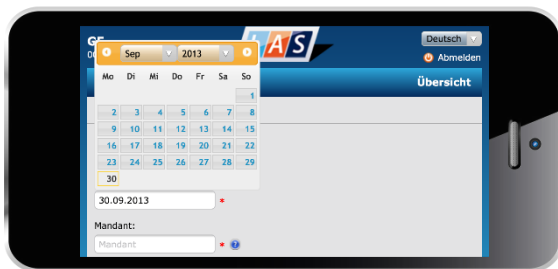 GE
Sep 2013
Mo Di Mi Do Fr Sa So
1
2 3 4 5 6 7 8
9 10 11 12 13 14 15
16 17 18 19 20 21 22
23 24 25 26 27 28 29
30
AS
Deutsch
Abmelden
Übersicht
30.09.2013 *
Mandant:
Mandant * ?